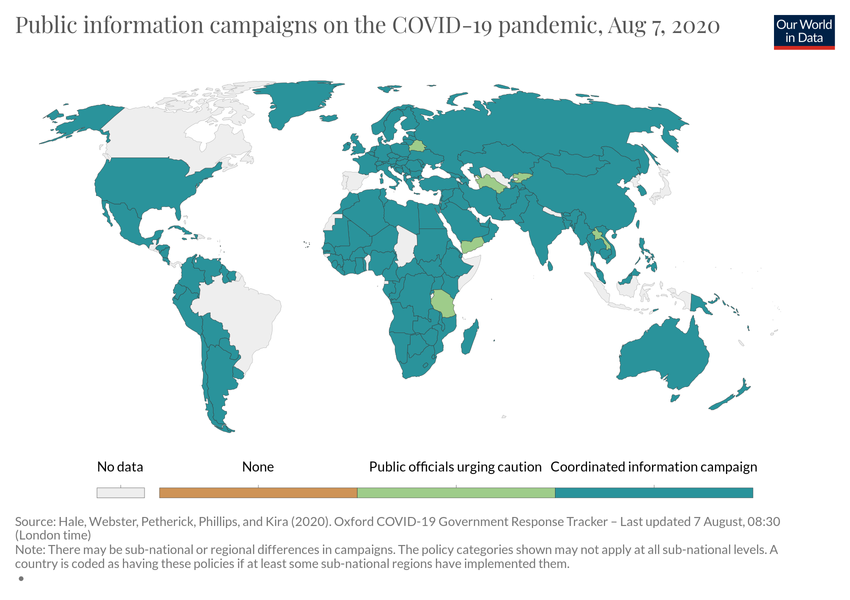 Public information campaigns on the COVID-19 pandemic, Aug 7, 2020
Our World
in Data
No data
None
Public officials urging caution
Coordinated information campaign
Source: Hale, Webster, Petherick, Phillips, and Kira (2020). Oxford COVID-19 Government Response Tracker – Last updated 7 August, 08:30
(London time)
Note: There may be sub-national or regional differences in campaigns. The policy categories shown may not apply at all sub-national levels. A
country is coded as having these policies if at least some sub-national regions have implemented them.